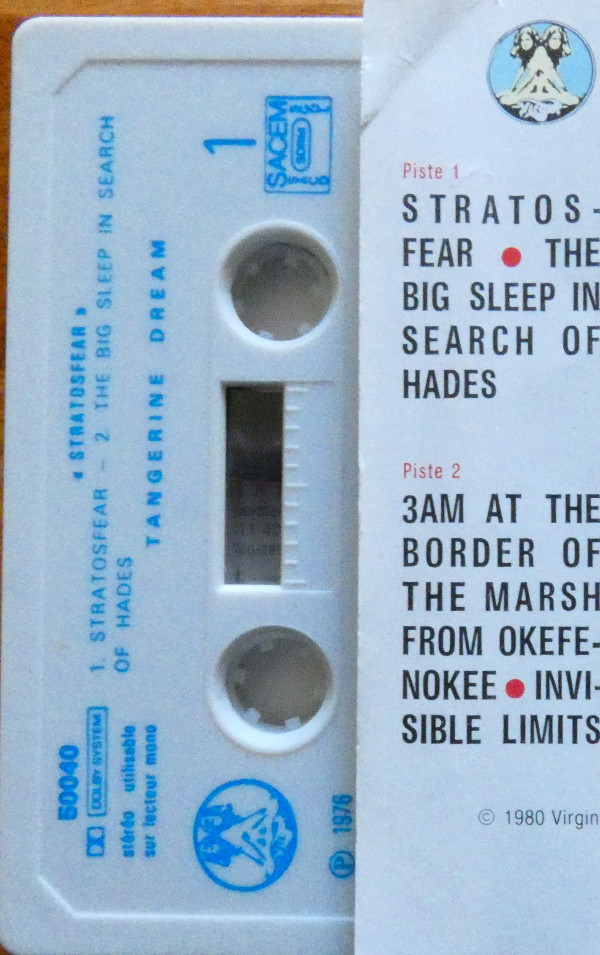 « STRATOSFEAR »
1. STRATOSFEAR – 2. THE BIG SLEEP IN SEARCH
OF HADES
TANGERINE DREAM
1
SACEM
SDRM
SACD
50040
DOLBY SYSTEM
stéréo utilisable
sur lecteur mono
Ⓟ 1976
Piste 1
STRATOS-
FEAR ● THE
BIG SLEEP IN
SEARCH OF
HADES
Piste 2
3AM AT THE
BORDER OF
THE MARSH
FROM OKEFE-
NOKEE ● INVI-
SIBLE LIMITS
© 1980 Virgin